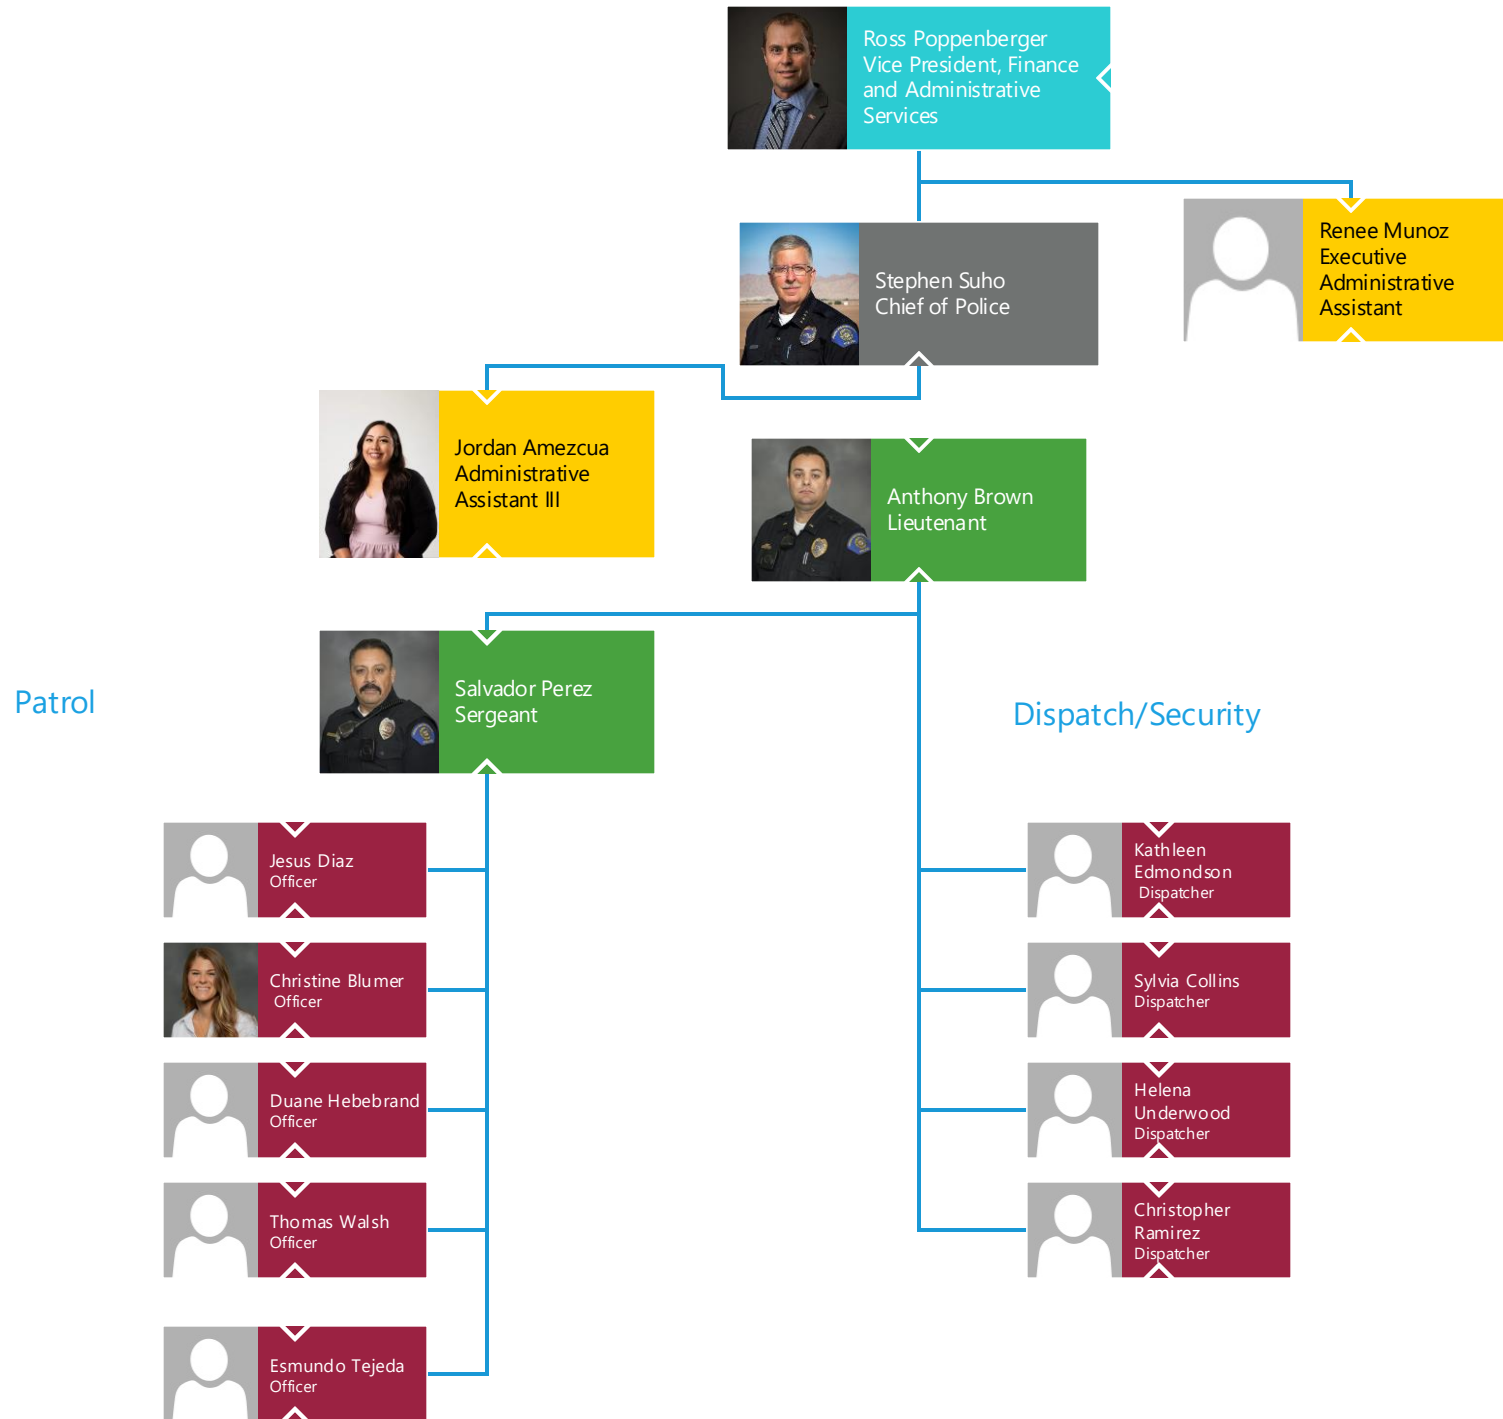 Ross Poppenberger
Vice President, Finance
and Administrative
Services
Renee Munoz
Executive
Administrative
Assistant
Stephen Suho
Chief of Police
Jordan Amezcua
Administrative
Assistant III
Anthony Brown
Lieutenant
Salvador Perez
Sergeant
Patrol
Dispatch/Security
Jesus Diaz
Officer
Christine Blumer
Officer
Duane Hebebrand
Officer
Thomas Walsh
Officer
Esmundo Tejeda
Officer
Kathleen
Edmondson
Dispatcher
Sylvia Collins
Dispatcher
Helena
Underwood
Dispatcher
Christopher
Ramirez
Dispatcher